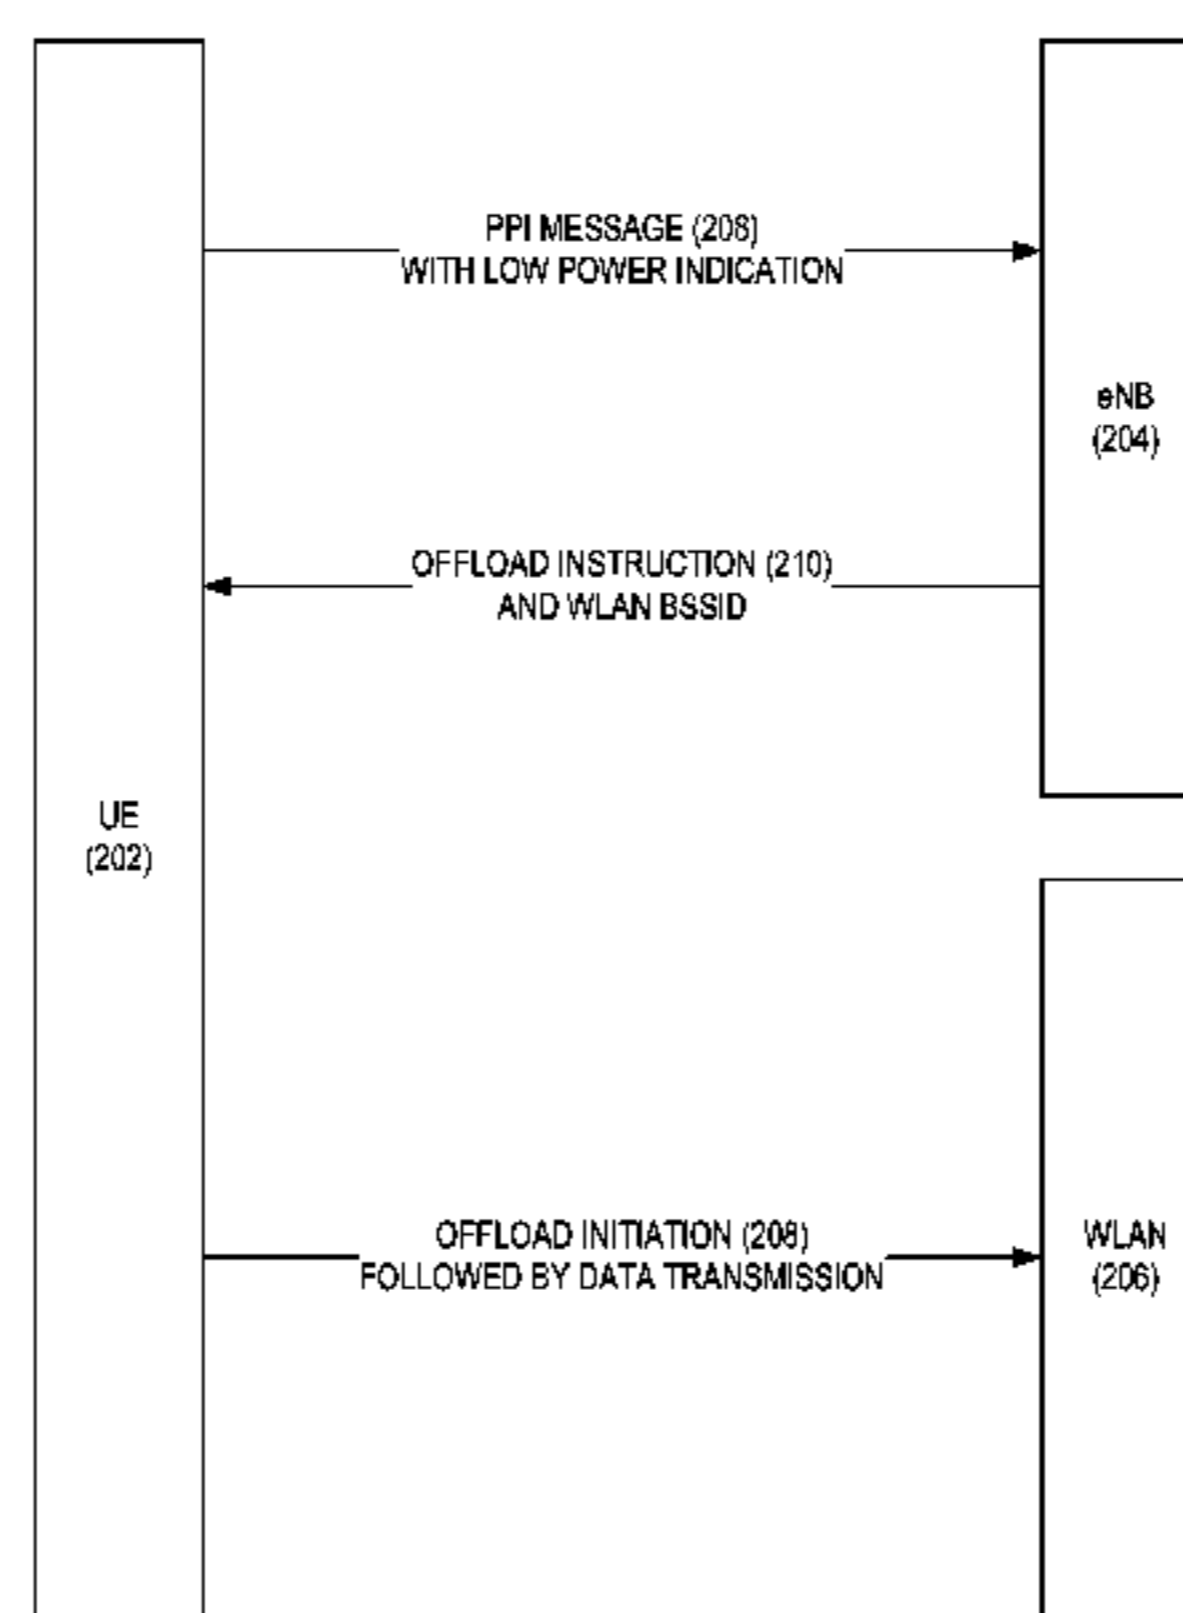 PPI MESSAGE (208)
WITH LOW POWER INDICATION
eNB
(204)
OFFLOAD INSTRUCTION (210)
AND WLAN BSSID
UE
(202)
OFFLOAD INITIATION (208)
FOLLOWED BY DATA TRANSMISSION
WLAN
(206)